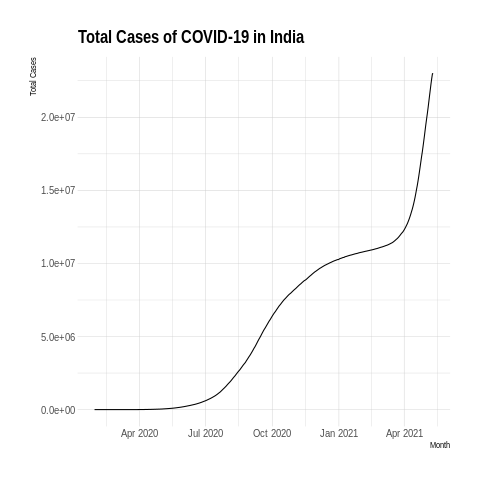 Total Cases of COVID-19 in India
Total Cases
2.0e+07
1.5e+07
1.0e+07
5.0e+06
0.0e+00
Apr 2020 Jul 2020 Oct 2020 Jan 2021 Apr 2021
Month